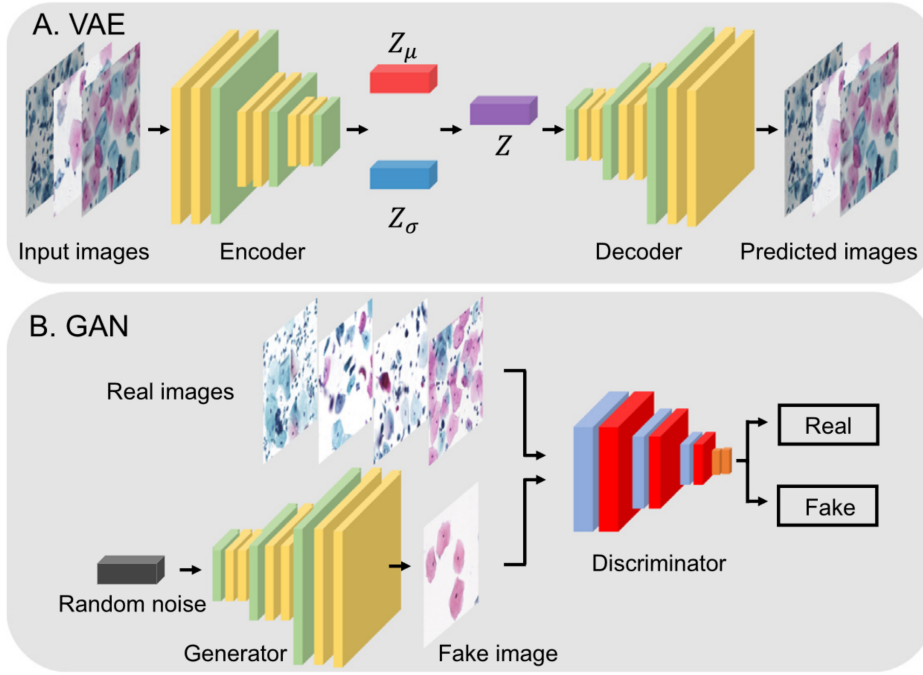 A. VAE
Zμ
Z
Zσ
Input images
Encoder
Decoder
Predicted images
B. GAN
Real images
Real
Fake
Discriminator
Random noise
Generator
Fake image